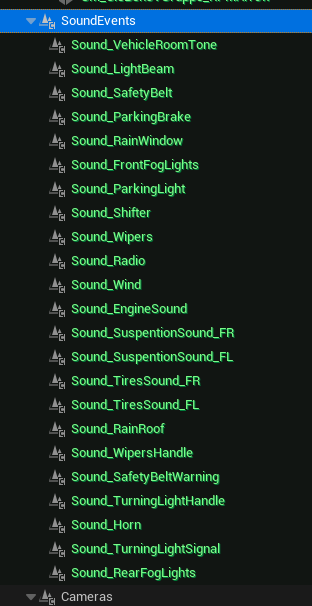 SoundEvents
Sound_VehicleRoomTone
Sound_LightBeam
Sound_SafetyBelt
Sound_ParkingBrake
Sound_RainWindow
Sound_FrontFogLights
Sound_ParkingLight
Sound_Shifter
Sound_Wipers
Sound_Radio
Sound_Wind
Sound_EngineSound
Sound_SuspentionSound_FR
Sound_SuspentionSound_FL
Sound_TiresSound_FR
Sound_TiresSound_FL
Sound_RainRoof
Sound_WipersHandle
Sound_SafetyBeltWarning
Sound_TurningLightHandle
Sound_Horn
Sound_TurningLightSignal
Sound_RearFogLights
Cameras